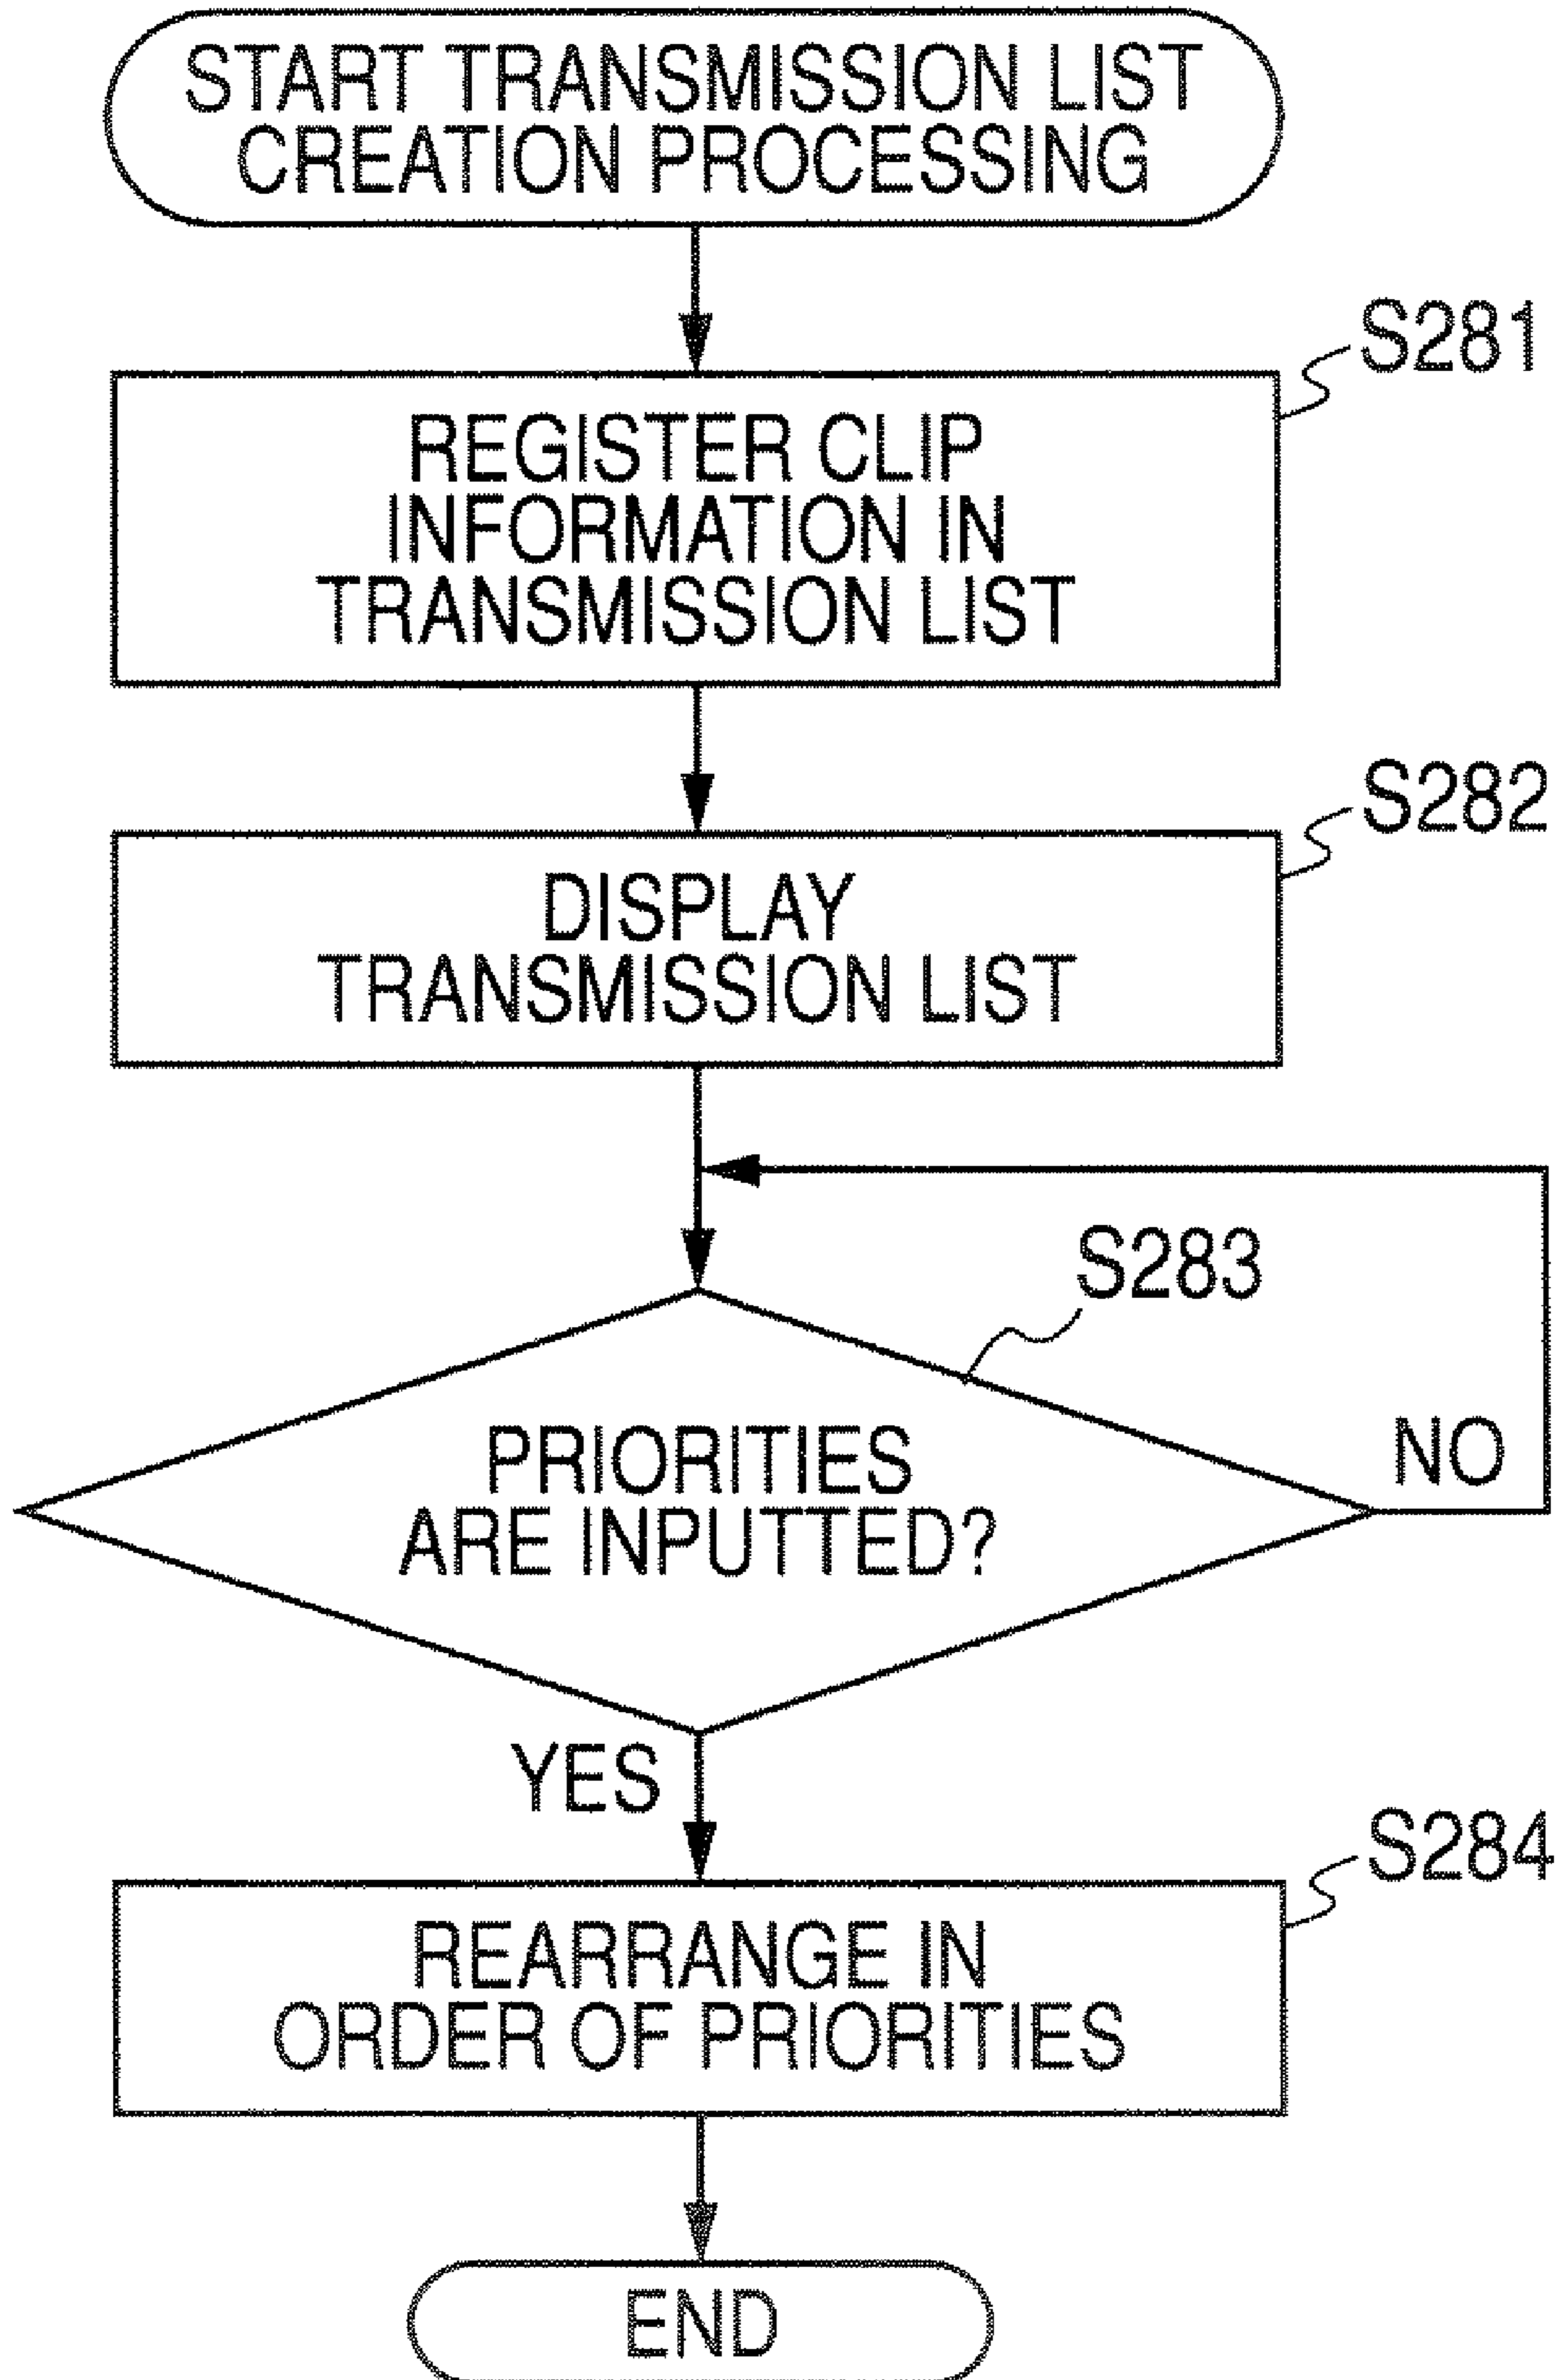 START TRANSMISSION LIST
CREATION PROCESSING
S281
REGISTER CLIP
INFORMATION IN
TRANSMISSION LIST
S282
DISPLAY
TRANSMISSION LIST
S283
PRIORITIES
ARE INPUTTED?
NO
YES
S284
REARRANGE IN
ORDER OF PRIORITIES
END